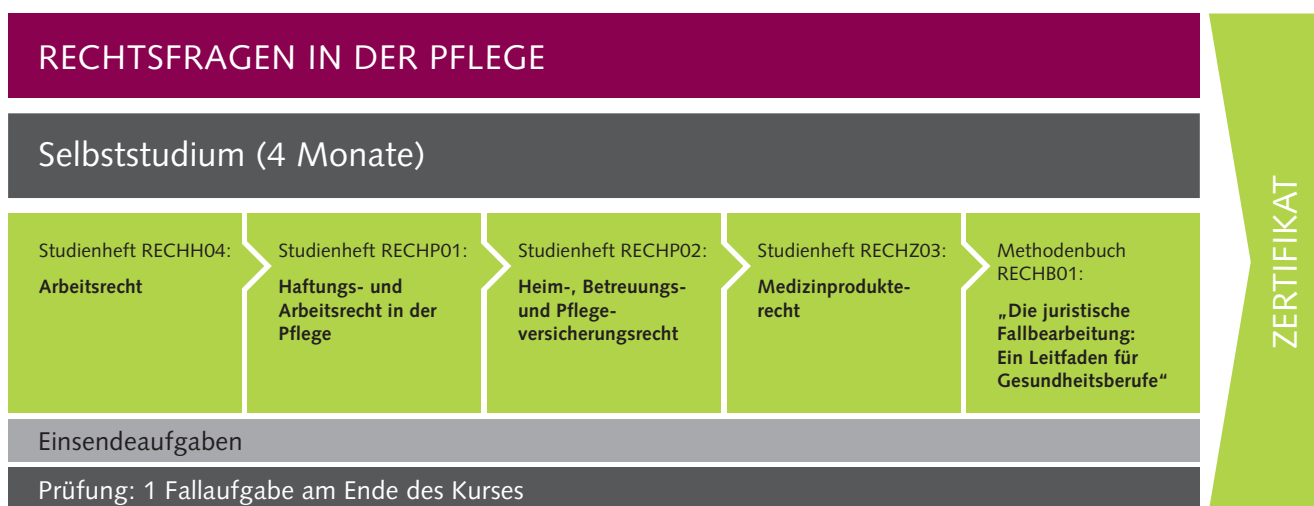 RECHTSFRAGEN IN DER PFLEGE
Selbststudium (4 Monate)
Studienheft RECHH04:
Arbeitsrecht
Studienheft RECHP01:
Haftungs- und
Arbeitsrecht in der
Pflege
Studienheft RECHP02:
Heim-, Betreuungs-
und Pflege-
versicherungsrecht
Studienheft RECHZ03:
Medizinprodukte-
recht
Methodenbuch
RECHB01:
„Die juristische
Fallbearbeitung:
Ein Leitfaden für
Gesundheitsberufe“
Einsendeaufgaben
Prüfung: 1 Fallaufgabe am Ende des Kurses
ZERTIFIKAT